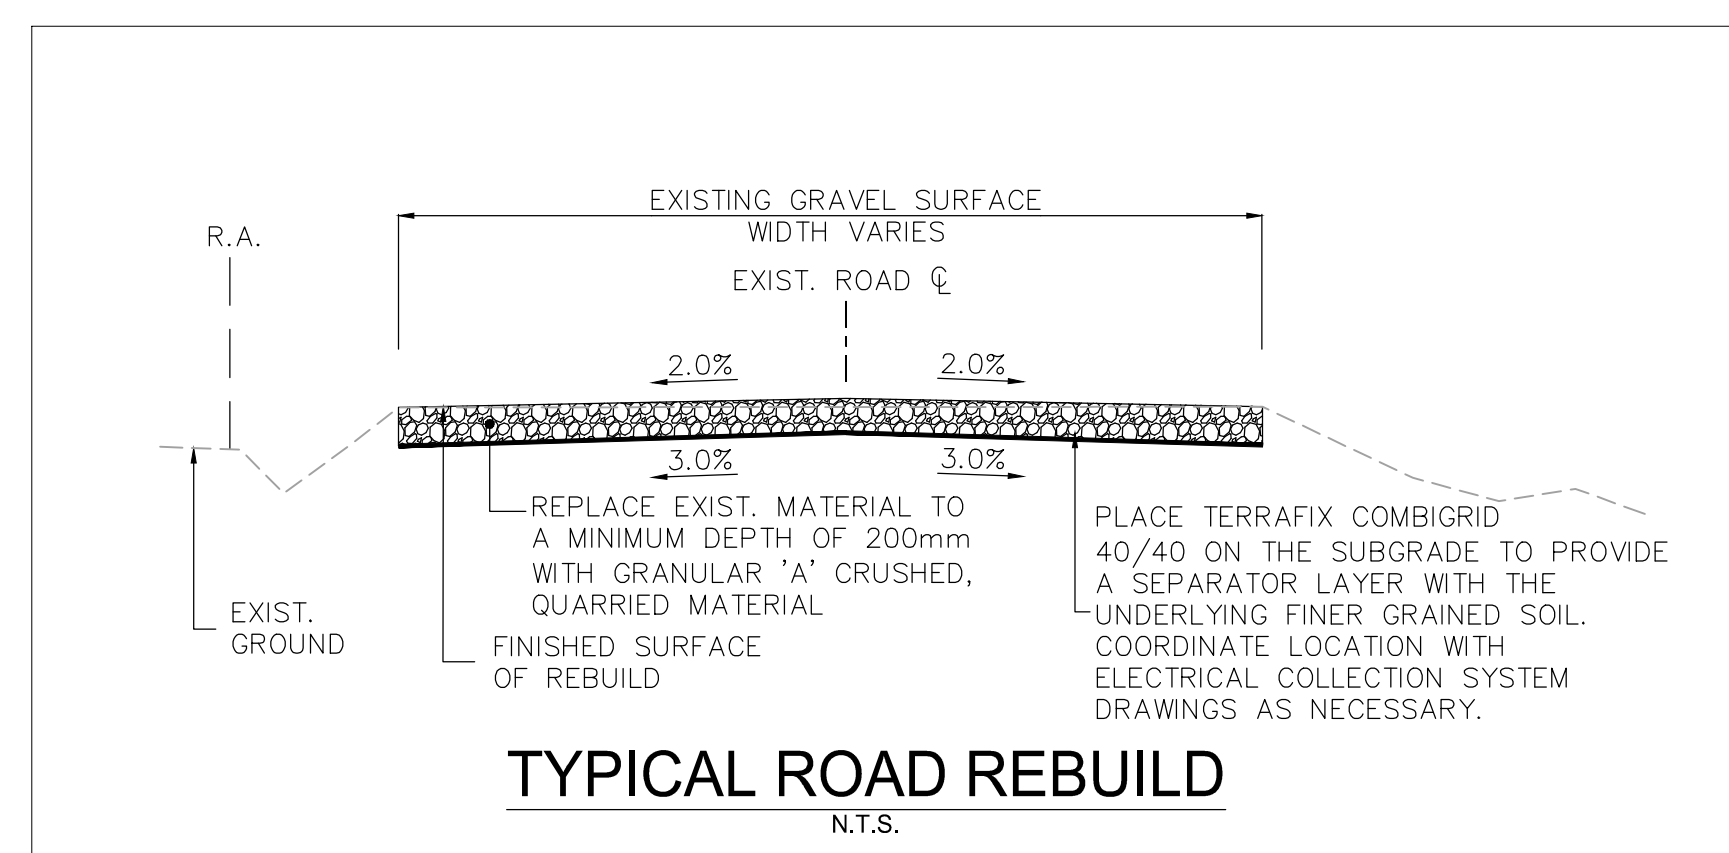 EXISTING GRAVEL SURFACE
WIDTH VARIES
R.A.
EXIST. ROAD ℄
2.0%
2.0%
3.0%
3.0%
REPLACE EXIST. MATERIAL TO
A MINIMUM DEPTH OF 200mm
WITH GRANULAR 'A' CRUSHED,
QUARRIED MATERIAL
PLACE TERRAFIX COMBIGRID
40/40 ON THE SUBGRADE TO PROVIDE
A SEPARATOR LAYER WITH THE
UNDERLYING FINER GRAINED SOIL.
COORDINATE LOCATION WITH
ELECTRICAL COLLECTION SYSTEM
DRAWINGS AS NECESSARY.
EXIST.
GROUND
FINISHED SURFACE
OF REBUILD
TYPICAL ROAD REBUILD
N.T.S.